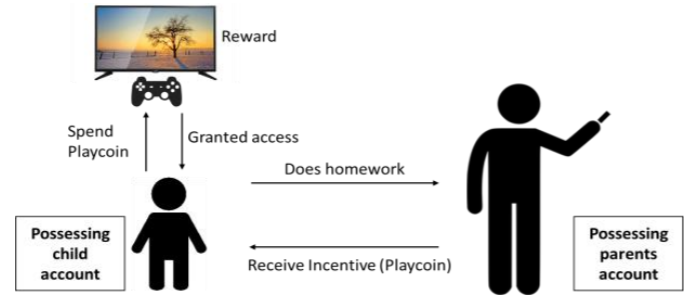 Reward
Spend
Playcoin
Granted access
Does homework
Possessing
child
account
Receive Incentive (Playcoin)
Possessing
parents
account